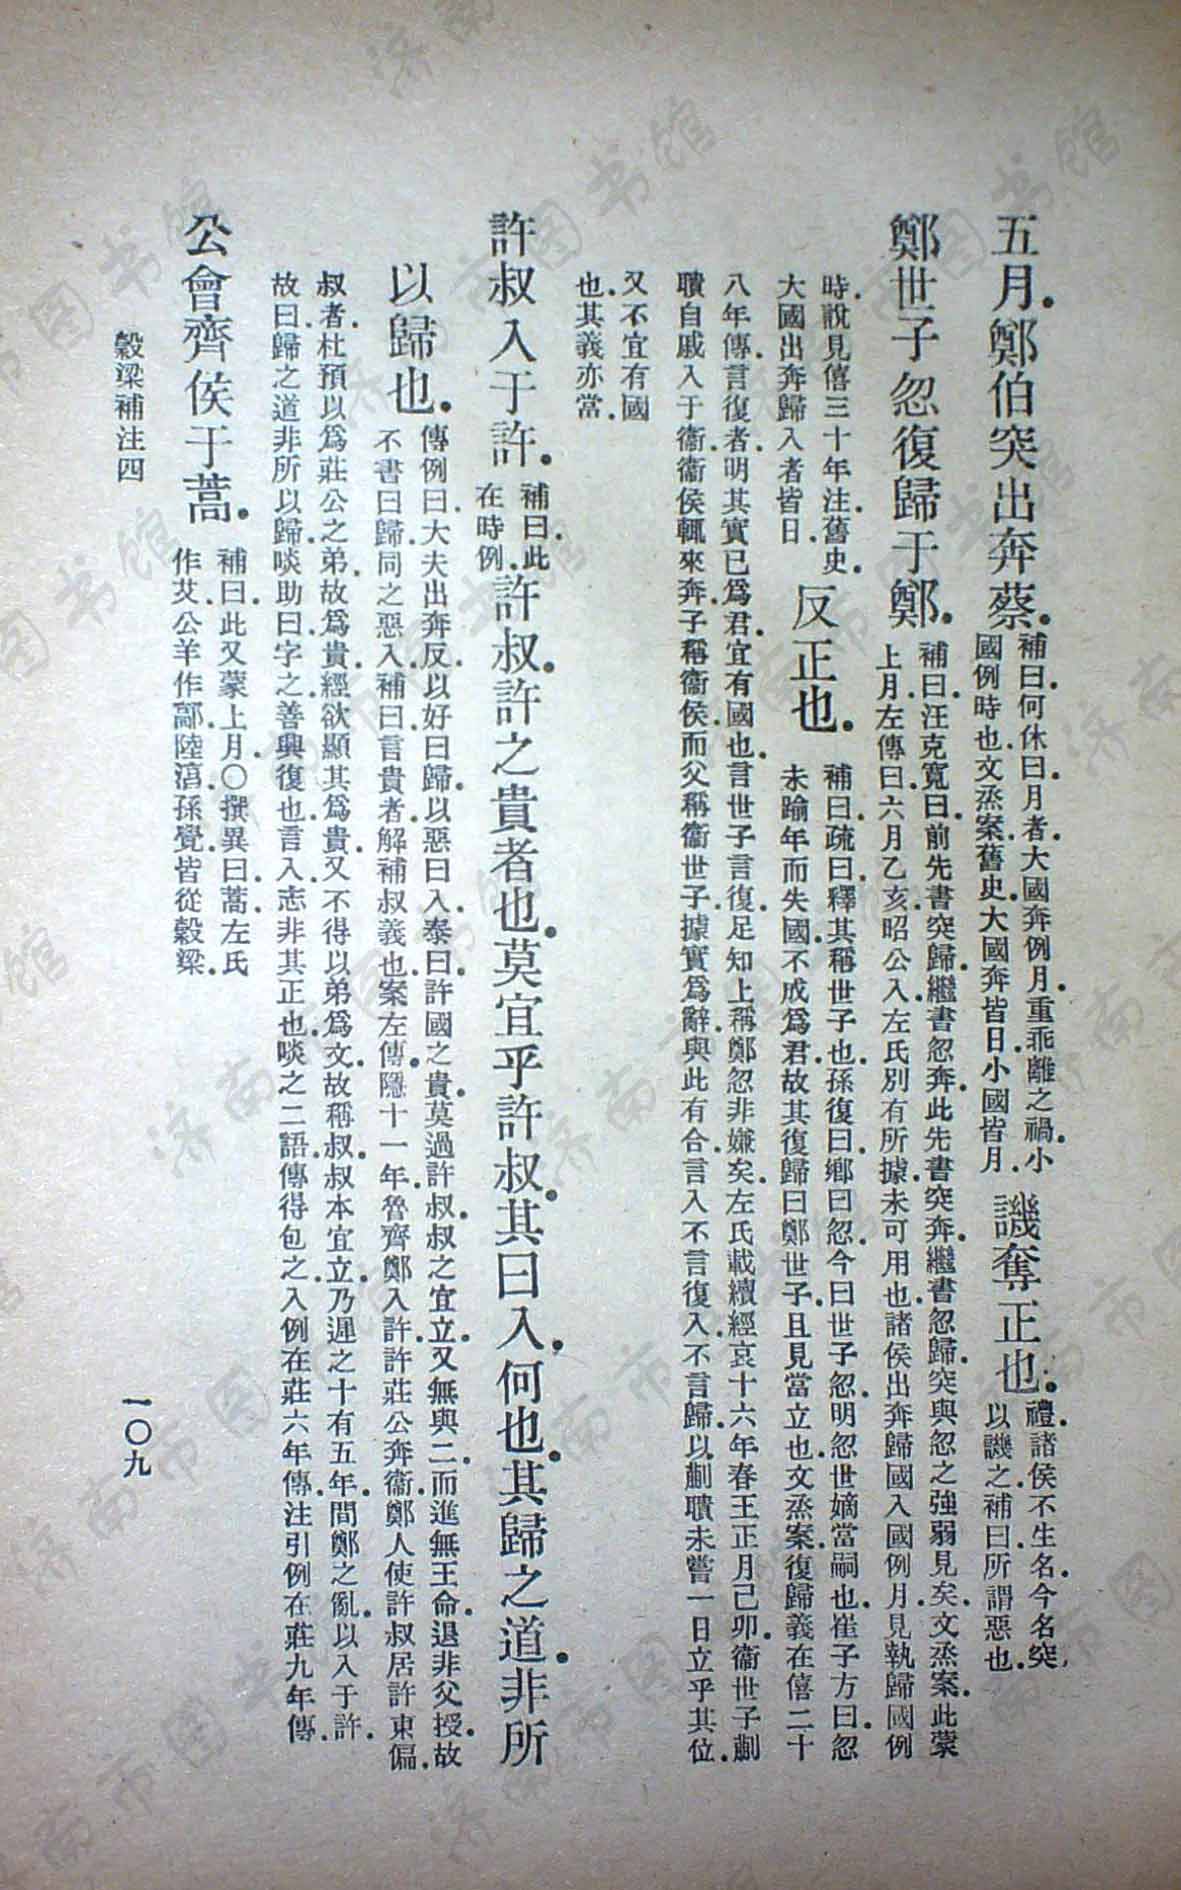 五月.鄭伯突出奔蔡.
補曰.何休曰.月者.大國奔例月.重乖離之禍.小
國例時也.文烝案.舊史.大國奔皆日.小國皆月.
譏奪正也.
禮.諸侯不生名.今名突.
以譏之.補曰.所謂惡也.
鄭世子忽復歸于鄭.
補曰.汪克寬曰.前先書突歸.繼書忽奔.此先書突奔.繼書忽歸.突與忽之強弱見矣.文烝案.此蒙
上月.左傳曰.六月乙亥昭公入.左氏別有所據.未可用也.諸侯出奔歸國入國例月.見執歸國例
時.說見僖三十年注.舊史.
大國出奔歸入者皆日.
反正也.
補曰.疏曰.釋其稱世子也.孫復曰.鄉曰忽.今曰世子忽.明忽世嫡當嗣也.崔子方曰.忽
未踰年而失國.不成為君.故其復歸曰鄭世子.且見當立也.文烝案.復歸義在僖二十
八年傳.言復者.明其實已為君.宜有國也.言世子言復.足知上稱鄭忽非嫌矣.左氏載續經哀十六年春王正月己卯.衞世子蒯
聵自戚入于衞.衞侯輒來奔.子稱衞侯.而父稱衞世子.據實為辭.與此有合.言入不言復入.不言歸.以蒯聵未嘗一日立乎其位.
又不宜有國
也.其義亦當.
許叔入于許.
補曰.此
在時例.
許叔.許之貴者也.莫宜乎許叔.其曰入.何也.其歸之道.非所
以歸也.
傳例曰.大夫出奔反.以好曰歸.以惡曰入.泰曰.許國之貴.莫過許叔.叔之宜立.又無與二.而進無王命.退非父授.故
不書曰歸.同之惡入.補曰.言貴者.解補叔義也.案左傳.隱十一年.魯齊鄭入許.許莊公奔衞.鄭人使許叔居許東偏.
叔者.杜預以為莊公之弟.故為貴.經欲顯其為貴.又不得以弟為文.故稱叔.叔本宜立.乃遲之十有五年.間鄭之亂.以入于許.
故曰.歸之道非所以歸.啖助曰.字之.善興復也.言入.志非其正也.啖之二語.傳得包之.入例在莊六年傳.注引例在莊九年傳.
公會齊侯于蒿.
補曰.此又蒙上月.〇撰異曰.蒿.左氏
作艾.公羊作鄗.陸淳.孫覺皆從穀梁.
穀梁補注四
一〇九